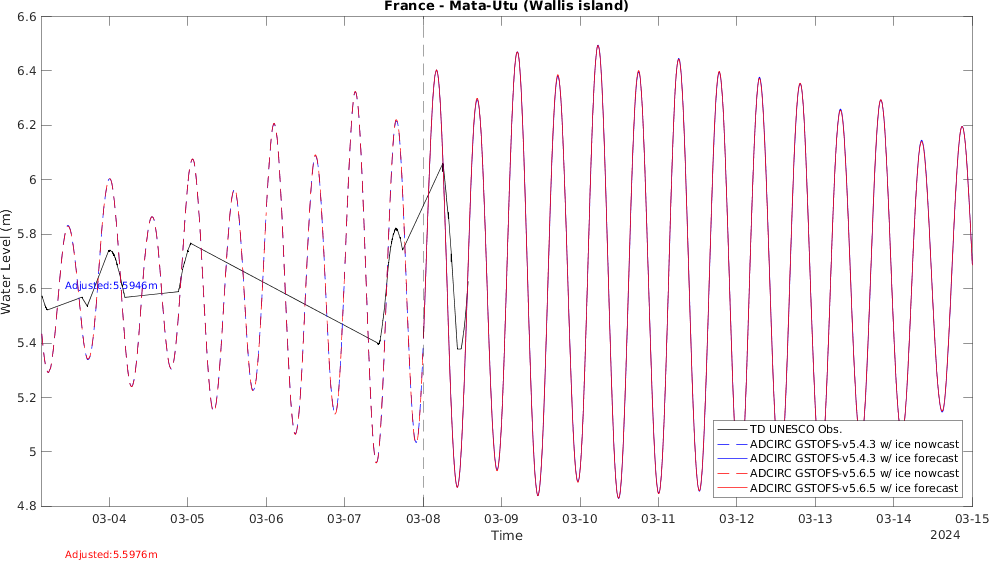 France - Mata-Utu (Wallis island)
6.6
6.4
6.2
6
5.8
5.6
5.4
5.2
5
4.8
Water Level (m)
Adjusted:5.5946m
TD UNESCO Obs.
ADCIRC GSTOFS-v5.4.3 w/ ice nowcast
ADCIRC GSTOFS-v5.4.3 w/ ice forecast
ADCIRC GSTOFS-v5.6.5 w/ ice nowcast
ADCIRC GSTOFS-v5.6.5 w/ ice forecast
03-04 03-05 03-06 03-07 03-08 03-09 03-10 03-11 03-12 03-13 03-14 03-15
Time
2024
Adjusted:5.5976m